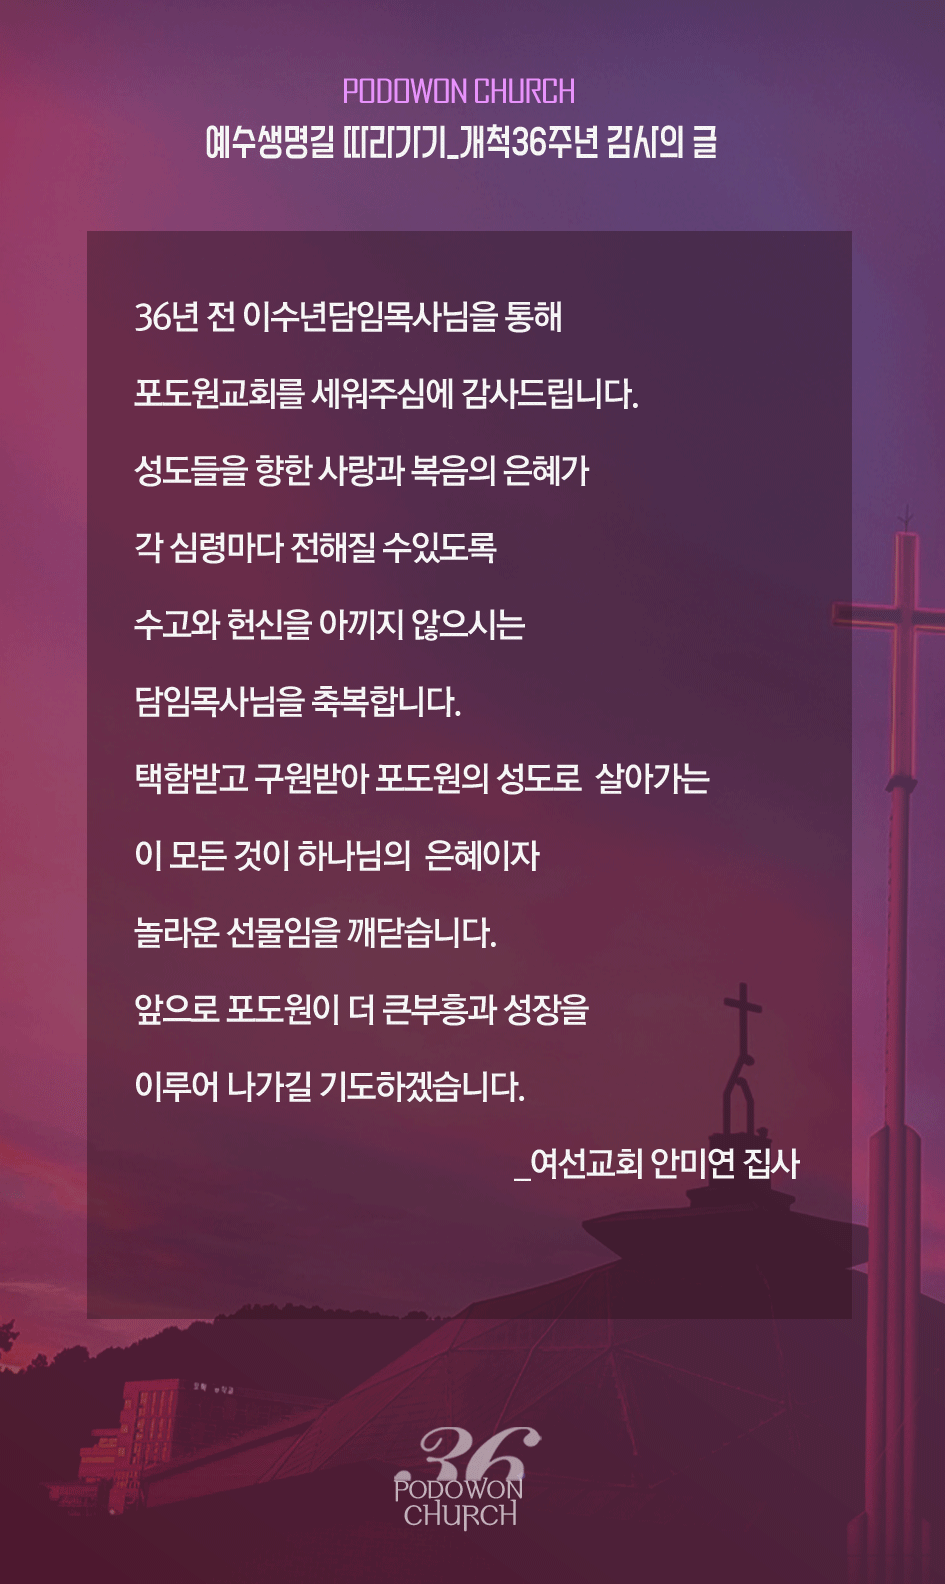 PODOWON CHURCH
예수생명길 따라가기_개척36주년 감사의 글
36년 전 이수년담임목사님을 통해
포도원교회를 세워주심에 감사드립니다.
성도들을 향한 사랑과 복음의 은혜가
각 심령마다 전해질 수있도록
수고와 헌신을 아끼지 않으시는
담임목사님을 축복합니다.
택함받고 구원받아 포도원의 성도로  살아가는
이 모든 것이 하나님의  은혜이자
놀라운 선물임을 깨닫습니다.
앞으로 포도원이 더 큰부흥과 성장을
이루어 나가길 기도하겠습니다.
_여선교회 안미연 집사
36
PODOWON
CHURCH